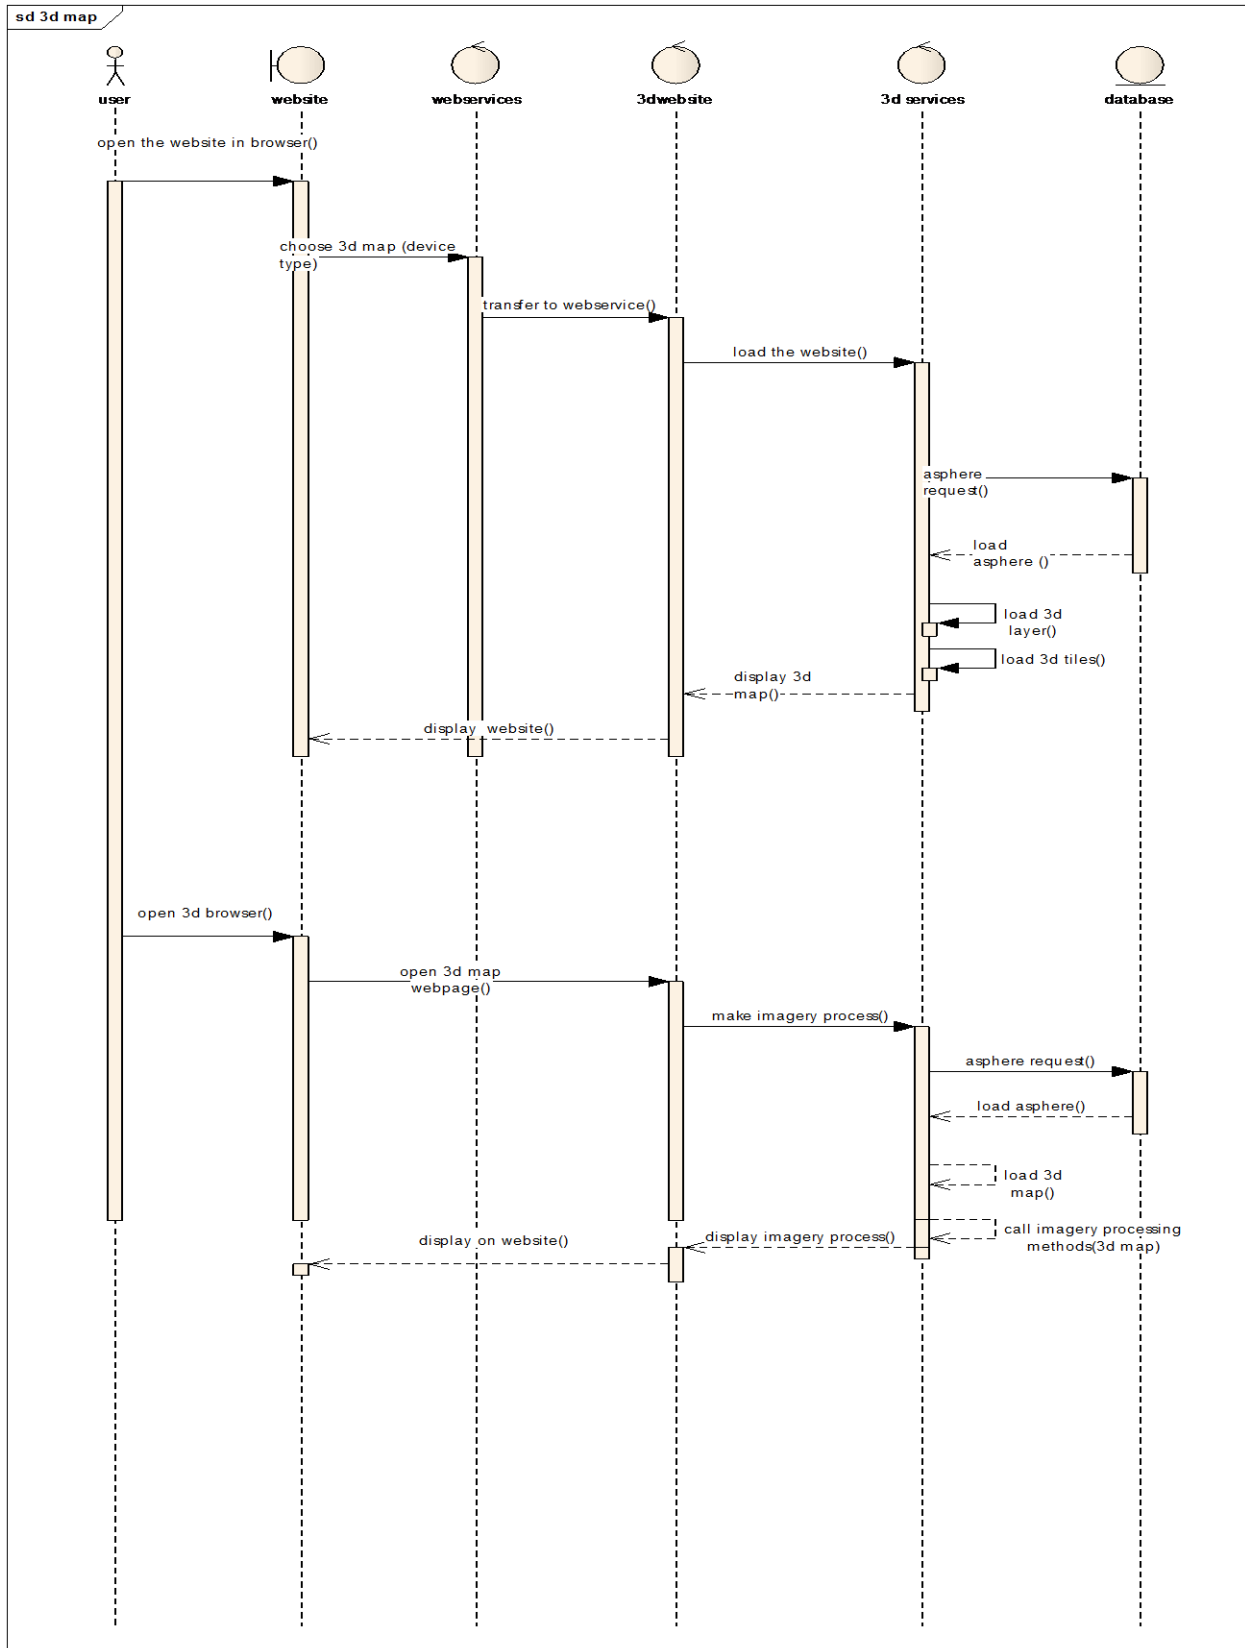 sd 3d map
user
website
webservices
3dwebsite
3d services
database
open the website in browser()
choose 3d map (device
type)
transfer to webservice()
load the website()
asphere
request()
load
asphere ()
load 3d
layer()
load 3d tiles()
display 3d
map()
display  website()
open 3d browser()
open 3d map
webpage()
make imagery process()
asphere request()
load asphere()
load 3d
map()
call imagery processing
methods(3d map)
display imagery process()
display on website()